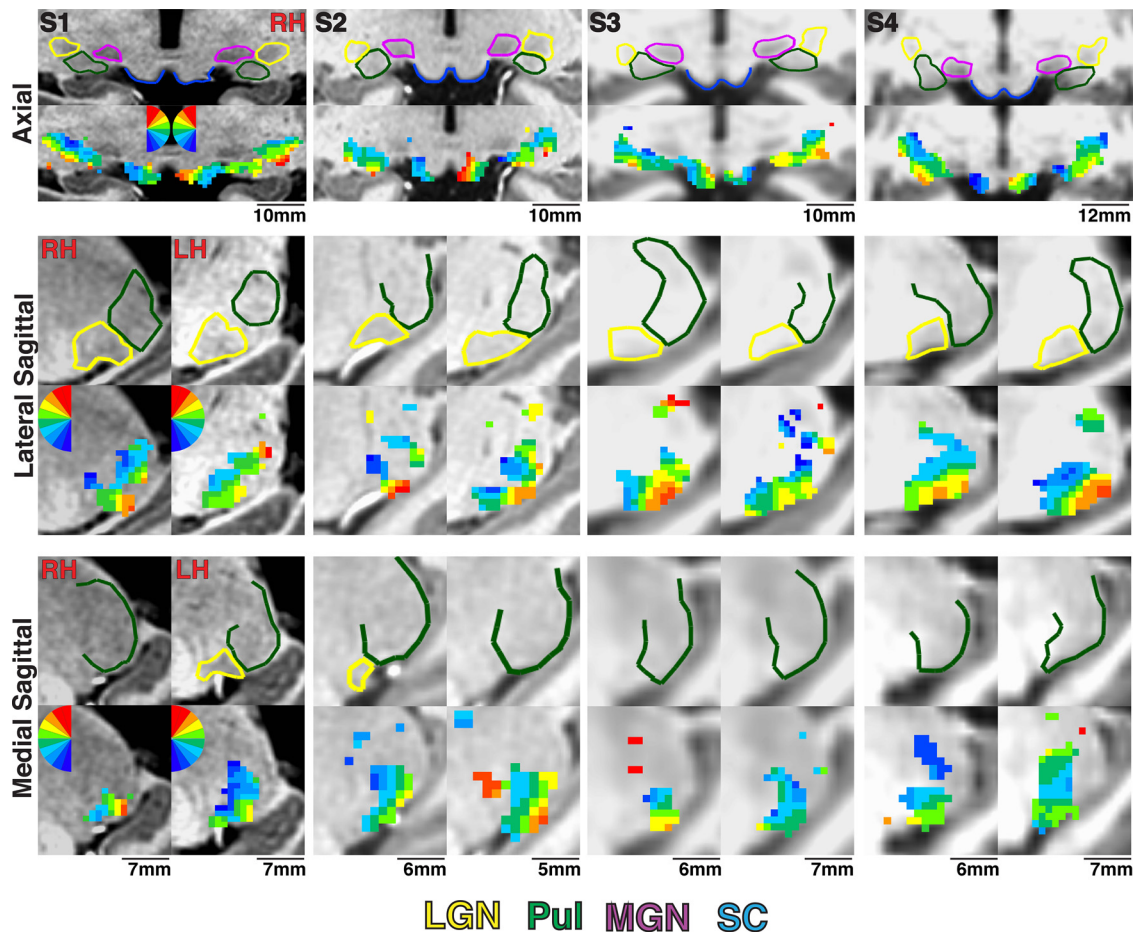 S1 RH S2 S3 S4
Axial
10mm 10mm 10mm 12mm
RH LH
Lateral Sagittal
RH LH
Medial Sagittal
7mm 7mm 6mm 5mm 6mm 7mm 6mm 7mm
LGN Pul MGN SC